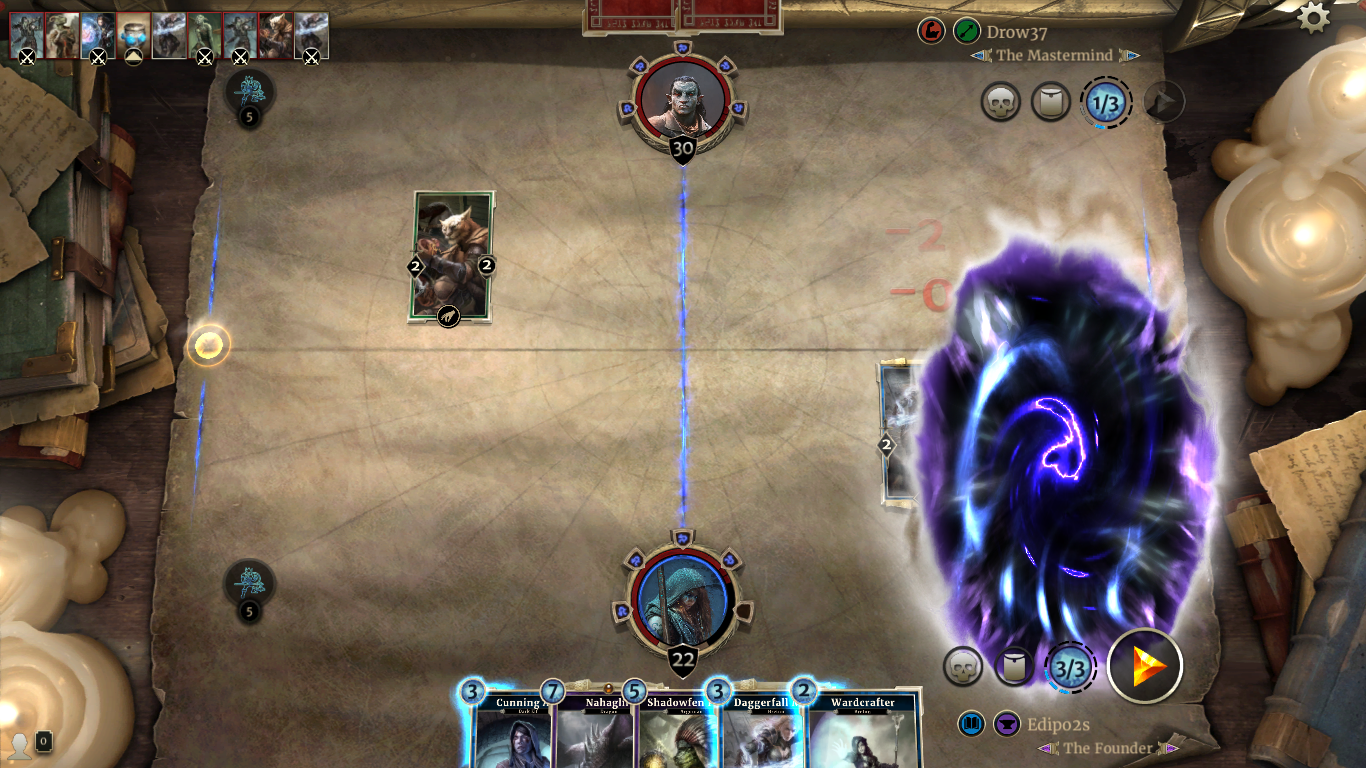 Drow37
The Mastermind
1/3
5
30
2 2
-2
-0
2
5
22
3/3
3 7 5 3 2
Cunning
Nahagh
Shadowfen
Daggerfall
Wardcrafter
Edipo2s
The Founder
0